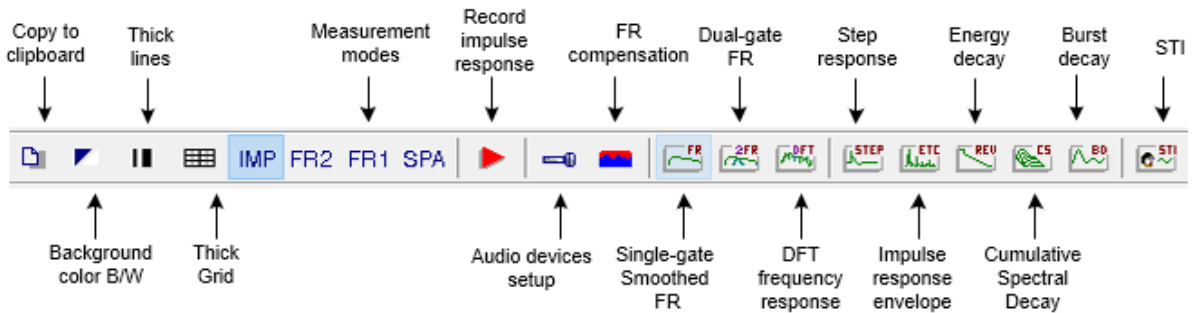 Copy to
clipboard
Thick
lines
Measurement
modes
Record
impulse
response
FR
compensation
Dual-gate
FR
Step
response
Energy
decay
Burst
decay
STI
IMP FR2 FR1 SPA
FR
2FR
DFT
STEP
ETC
REV
CS
BD
STI
Background
color B/W
Thick
Grid
Audio devices
setup
Single-gate
Smoothed
FR
DFT
frequency
response
Impulse
response
envelope
Cumulative
Spectral
Decay